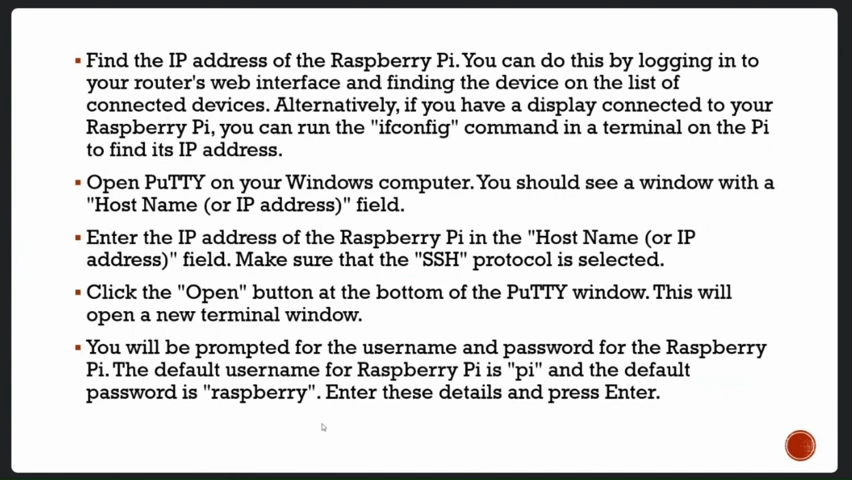 Find the IP address of the Raspberry Pi. You can do this by logging in to
your router's web interface and finding the device on the list of
connected devices. Alternatively, if you have a display connected to your
Raspberry Pi, you can run the "ifconfig" command in a terminal on the Pi
to find its IP address.
Open PuTTY on your Windows computer. You should see a window with a
"Host Name (or IP address)" field.
Enter the IP address of the Raspberry Pi in the "Host Name (or IP
address)" field. Make sure that the "SSH" protocol is selected.
Click the "Open" button at the bottom of the PuTTY window. This will
open a new terminal window.
You will be prompted for the username and password for the Raspberry
Pi. The default username for Raspberry Pi is "pi" and the default
password is "raspberry". Enter these details and press Enter.